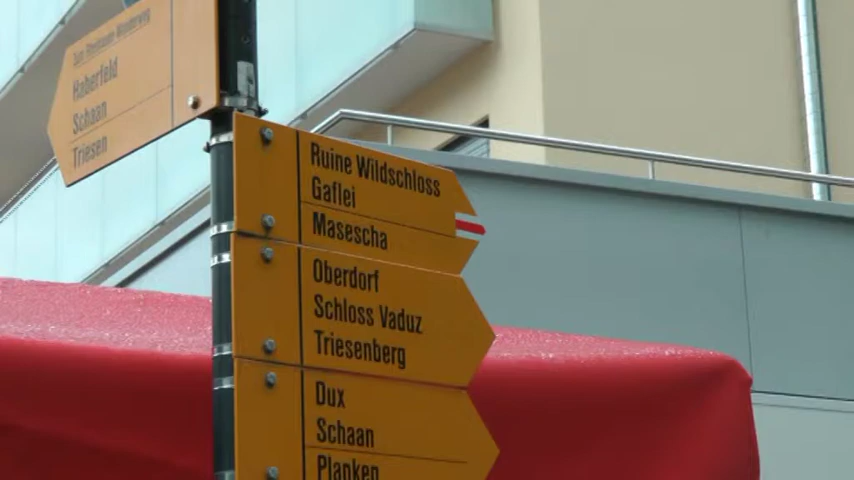 Haberfeld
Schaan
Triesen
Ruine Wildschloss
Gaflei
Masescha
Oberdorf
Schloss Vaduz
Triesenberg
Dux
Schaan
Planken